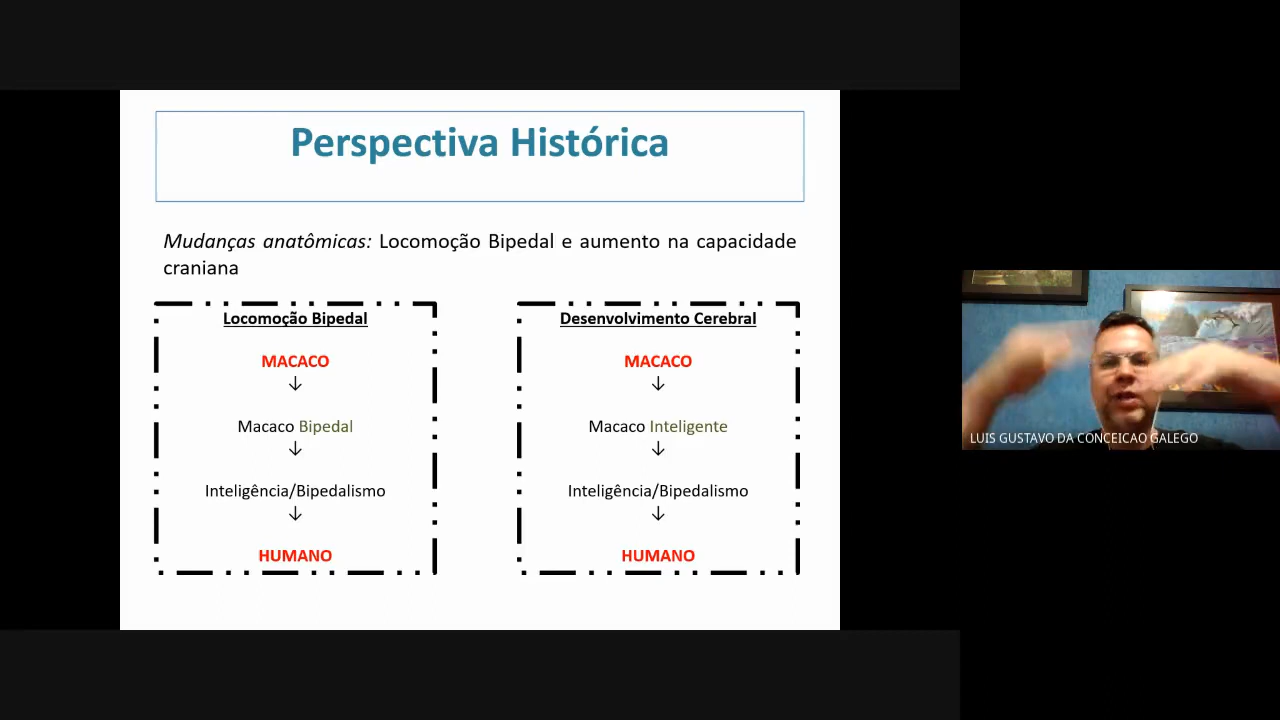 Perspectiva Histórica
Mudanças anatômicas: Locomoção Bipedal e aumento na capacidade
craniana
Locomoção Bipedal
MACACO
↓
Macaco Bipedal
↓
Inteligência/Bipedalismo
↓
HUMANO
Desenvolvimento Cerebral
MACACO
↓
Macaco Inteligente
↓
Inteligência/Bipedalismo
↓
HUMANO
LUIS GUSTAVO DA CONCEICAO GALEGO